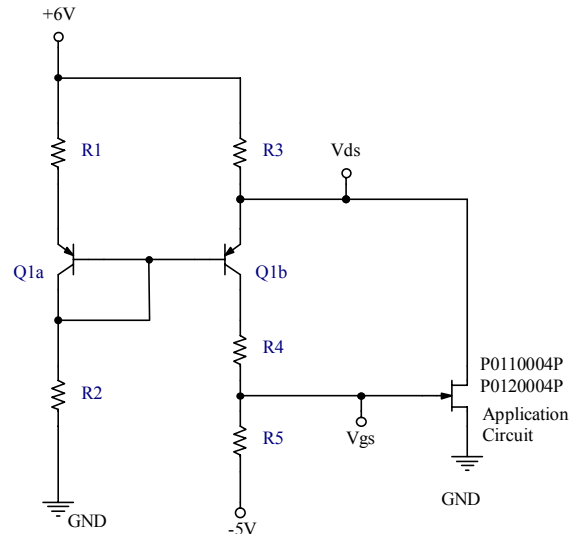 +6V
R1
R3
Vds
Q1a
Q1b
R4
P0110004P
P0120004P
R2
Application
Circuit
R5
Vgs
GND
GND
-5V